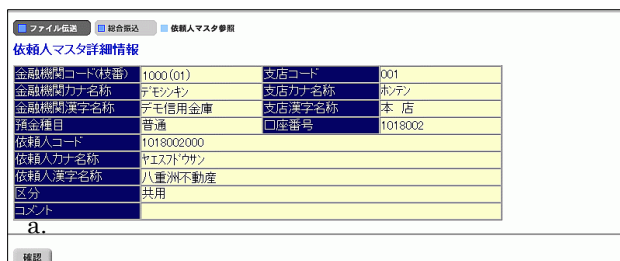 ファイル伝送 総合振込 依頼人マスタ参照
依頼人マスタ詳細情報
金融機関コード(枝番) 1000(01) 支店コード 001
金融機関カナ名称 デモシンキン 支店カナ名称 ホンテン
金融機関漢字名称 デモ信用金庫 支店漢字名称 本 店
預金種目 普通 口座番号 1018002
依頼人コード 1018002000
依頼人カナ名称 ヤエスフドウサン
依頼人漢字名称 八重洲不動産
区分 共用
コメント
a.
確認